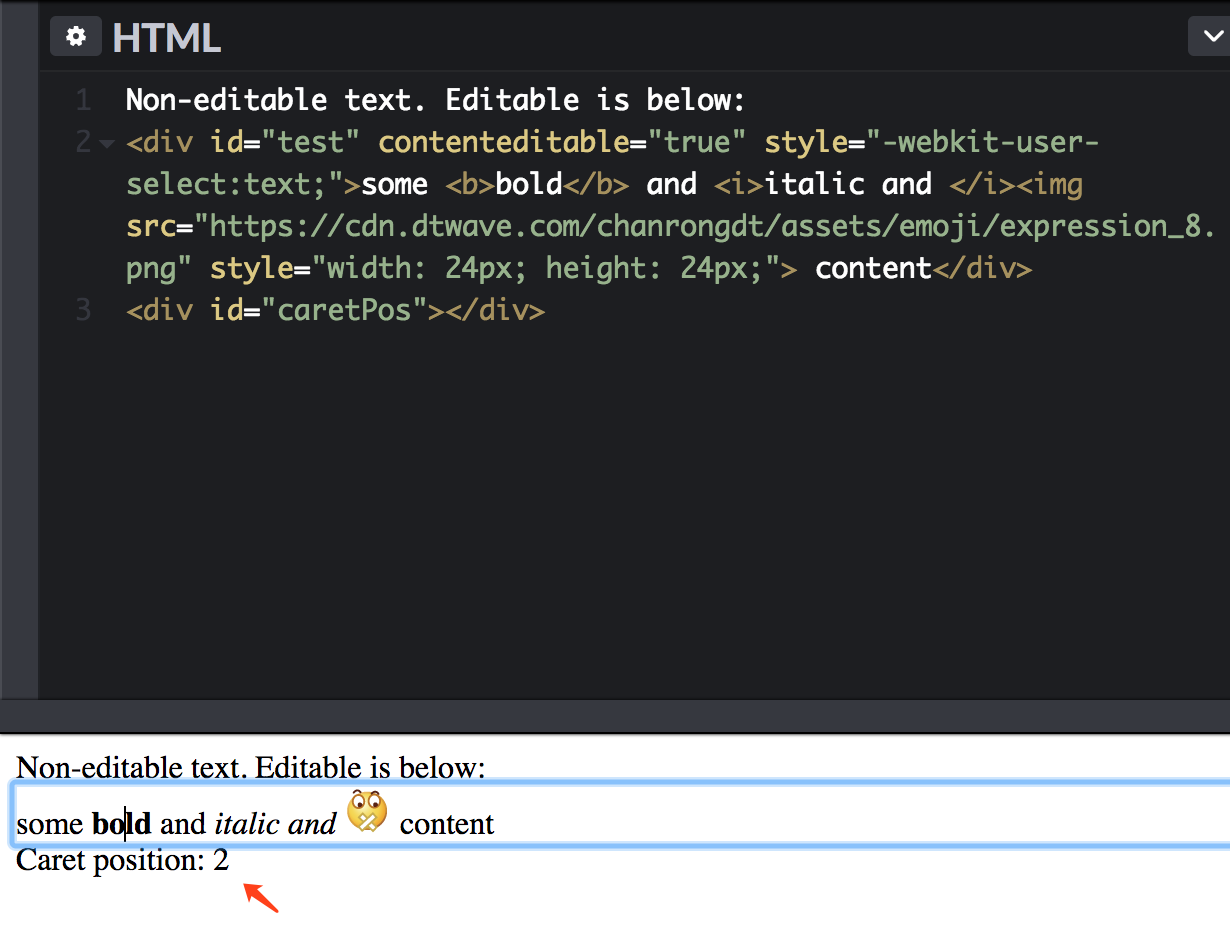 HTML
1 Non-editable text. Editable is below:
2 <div id="test" contenteditable="true" style="-webkit-user-
select:text;">some <b>bold</b> and <i>italic and </i><img
src="https://cdn.dtwave.com/chanrongdt/assets/emoji/expression_8.
png" style="width: 24px; height: 24px;"> content</div>
3 <div id="caretPos"></div>
Non-editable text. Editable is below:
some bold and italic and content
Caret position: 2